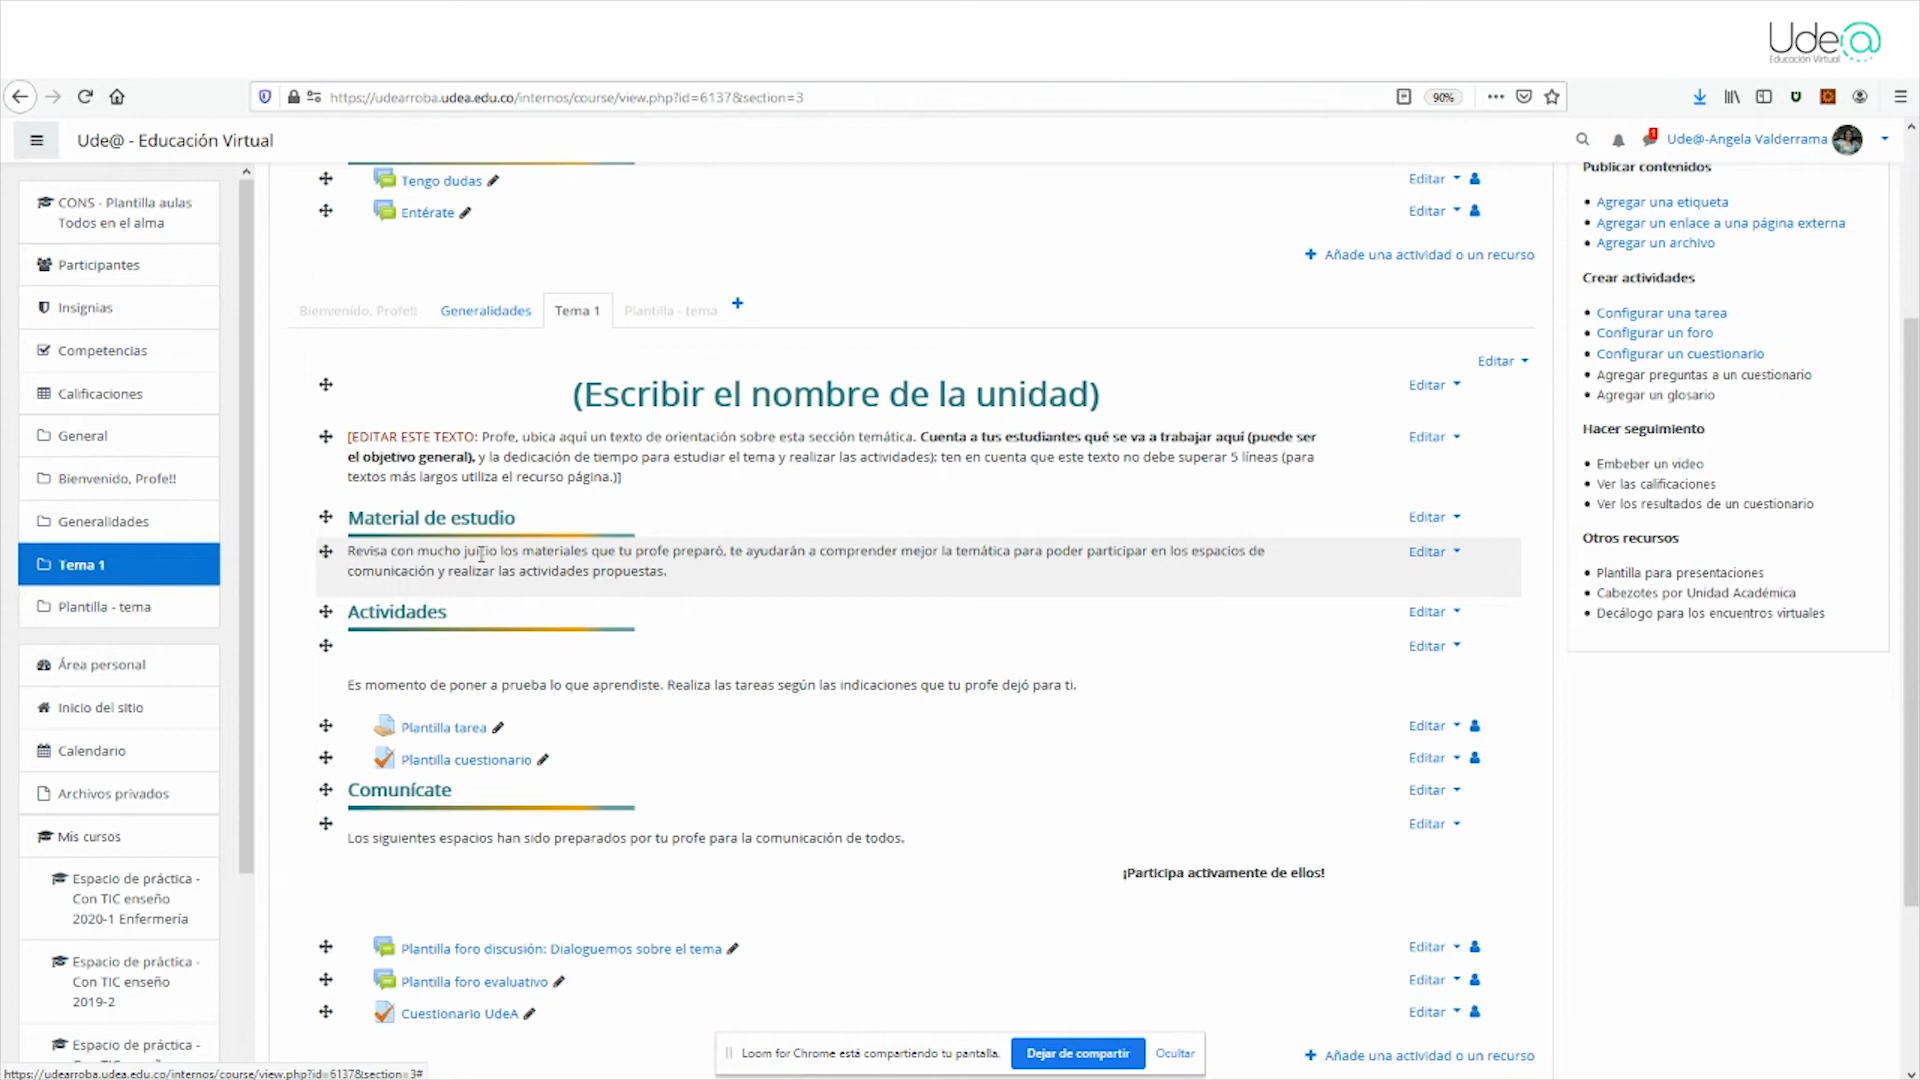 Ude@
Educación Virtual
https://udearroba.udea.edu.co/internos/course/view.php?id=6137&section=3
90%
Ude@ - Educación Virtual
1
Ude@-Angela Valderrama
CONS - Plantilla aulas
Todos en el alma
Participantes
Insignias
Competencias
Calificaciones
General
Bienvenido, Profe!!
Generalidades
Tema 1
Plantilla - tema
Área personal
Inicio del sitio
Calendario
Archivos privados
Mis cursos
Espacio de práctica -
Con TIC enseño
2020-1 Enfermería
Espacio de práctica -
Con TIC enseño
2019-2
Espacio de práctica -
https://udearroba.udea.edu.co/internos/course/view.php?id=6137&section=3#
Tengo dudas
Editar
Entérate
Editar
Añade una actividad o un recurso
Bienvenido, Profe!!
Generalidades
Tema 1
Plantilla - tema
Editar
(Escribir el nombre de la unidad)
Editar
[EDITAR ESTE TEXTO: Profe, ubica aquí un texto de orientación sobre esta sección temática. Cuenta a tus estudiantes qué se va a trabajar aquí (puede ser
el objetivo general), y la dedicación de tiempo para estudiar el tema y realizar las actividades); ten en cuenta que este texto no debe superar 5 líneas (para
textos más largos utiliza el recurso página.)]
Editar
Material de estudio
Editar
Revisa con mucho juicio los materiales que tu profe preparó, te ayudarán a comprender mejor la temática para poder participar en los espacios de
comunicación y realizar las actividades propuestas.
Editar
Actividades
Editar
Editar
Es momento de poner a prueba lo que aprendiste. Realiza las tareas según las indicaciones que tu profe dejó para ti.
Plantilla tarea
Editar
Plantilla cuestionario
Editar
Comunícate
Editar
Editar
Los siguientes espacios han sido preparados por tu profe para la comunicación de todos.
¡Participa activamente de ellos!
Plantilla foro discusión: Dialoguemos sobre el tema
Editar
Plantilla foro evaluativo
Editar
Cuestionario UdeA
Editar
Añade una actividad o un recurso
Loom for Chrome está compartiendo tu pantalla.
Dejar de compartir
Ocultar
Publicar contenidos
Agregar una etiqueta
Agregar un enlace a una página externa
Agregar un archivo
Crear actividades
Configurar una tarea
Configurar un foro
Configurar un cuestionario
Agregar preguntas a un cuestionario
Agregar un glosario
Hacer seguimiento
Embeber un video
Ver las calificaciones
Ver los resultados de un cuestionario
Otros recursos
Plantilla para presentaciones
Cabezotes por Unidad Académica
Decálogo para los encuentros virtuales